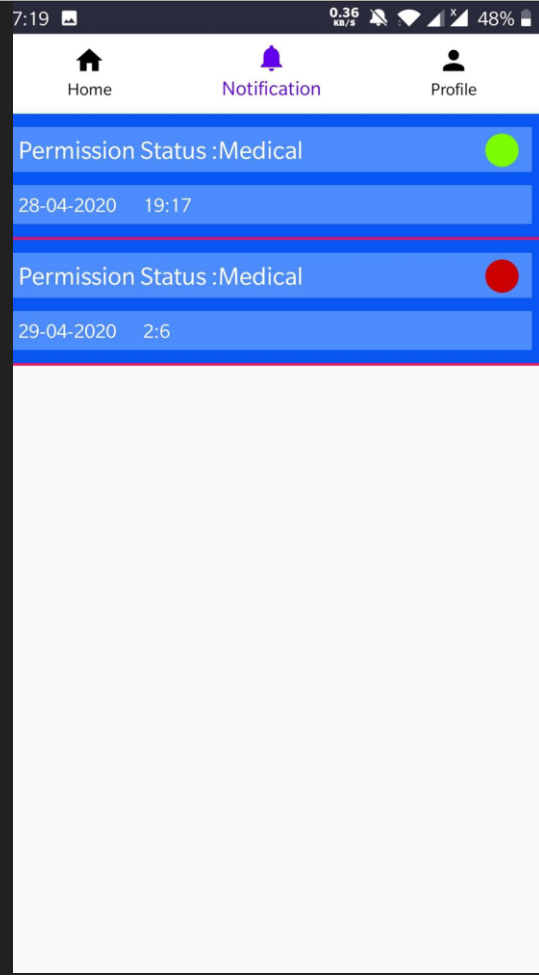 7:19 0.36 KB/S 48%
Home Notification Profile
Permission Status :Medical
28-04-2020 19:17
Permission Status :Medical
29-04-2020 2:6